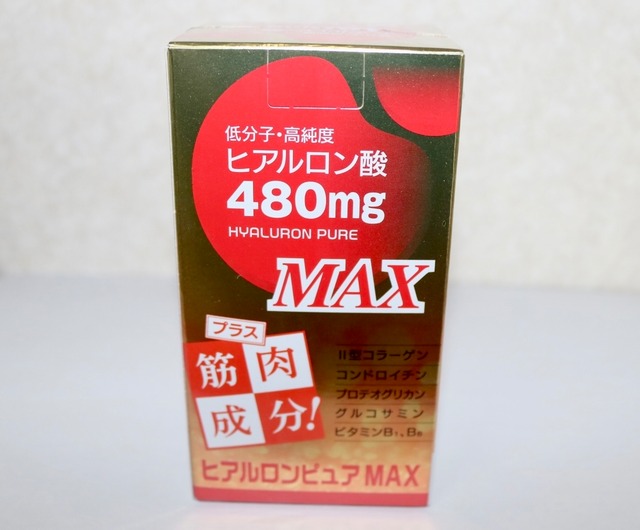 低分子・高純度
ヒアルロン酸
480mg
HYALURON PURE
MAX
プラス
筋肉
成分!
II型コラーゲン
コンドロイチン
プロテオグリカン
グルコサミン
ビタミンB₁,B₆
ヒアルロンピュアMAX